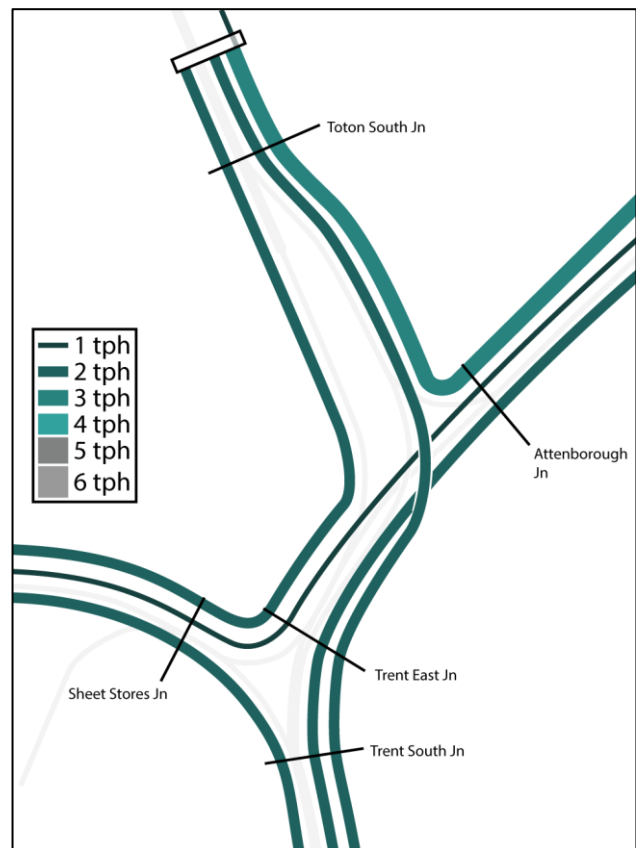 Toton South Jn
1 tph
2 tph
3 tph
4 tph
5 tph
6 tph
Attenborough
Jn
Trent East Jn
Sheet Stores Jn
Trent South Jn